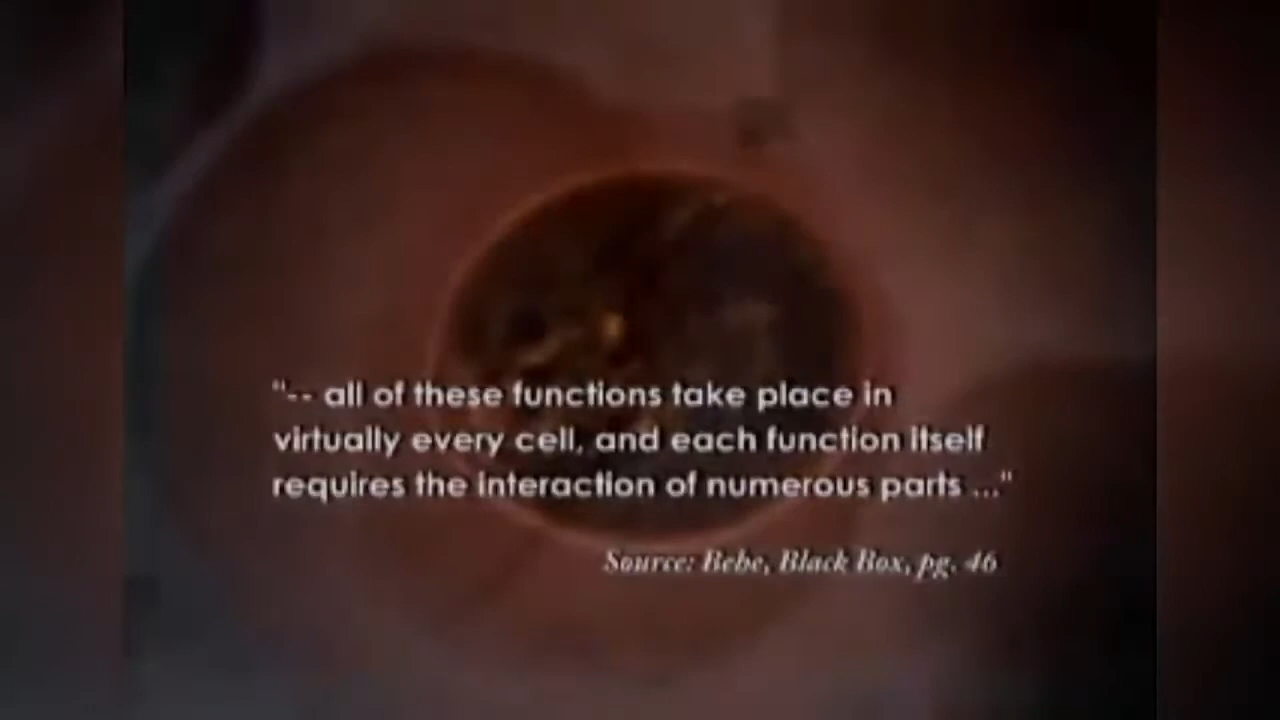 "-- all of these functions take place in
virtually every cell, and each function itself
requires the interaction of numerous parts ..."
Source: Behe, Black Box, pg. 46